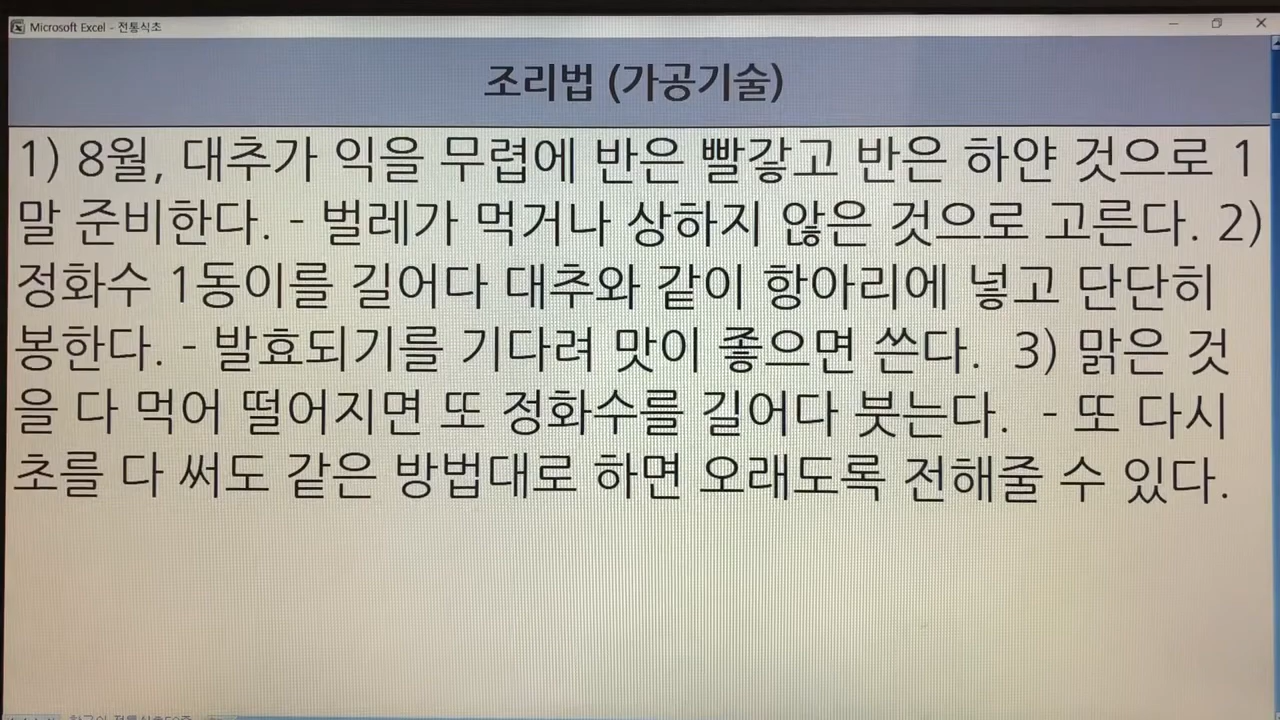 Microsoft Excel - 전통식초
조리법 (가공기술)
1) 8월, 대추가 익을 무렵에 반은 빨갛고 반은 하얀 것으로 1
말 준비한다. - 벌레가 먹거나 상하지 않은 것으로 고른다. 2)
정화수 1동이를 길어다 대추와 같이 항아리에 넣고 단단히
봉한다. - 발효되기를 기다려 맛이 좋으면 쓴다. 3) 맑은 것
을 다 먹어 떨어지면 또 정화수를 길어다 붓는다. - 또 다시
초를 다 써도 같은 방법대로 하면 오래도록 전해줄 수 있다.